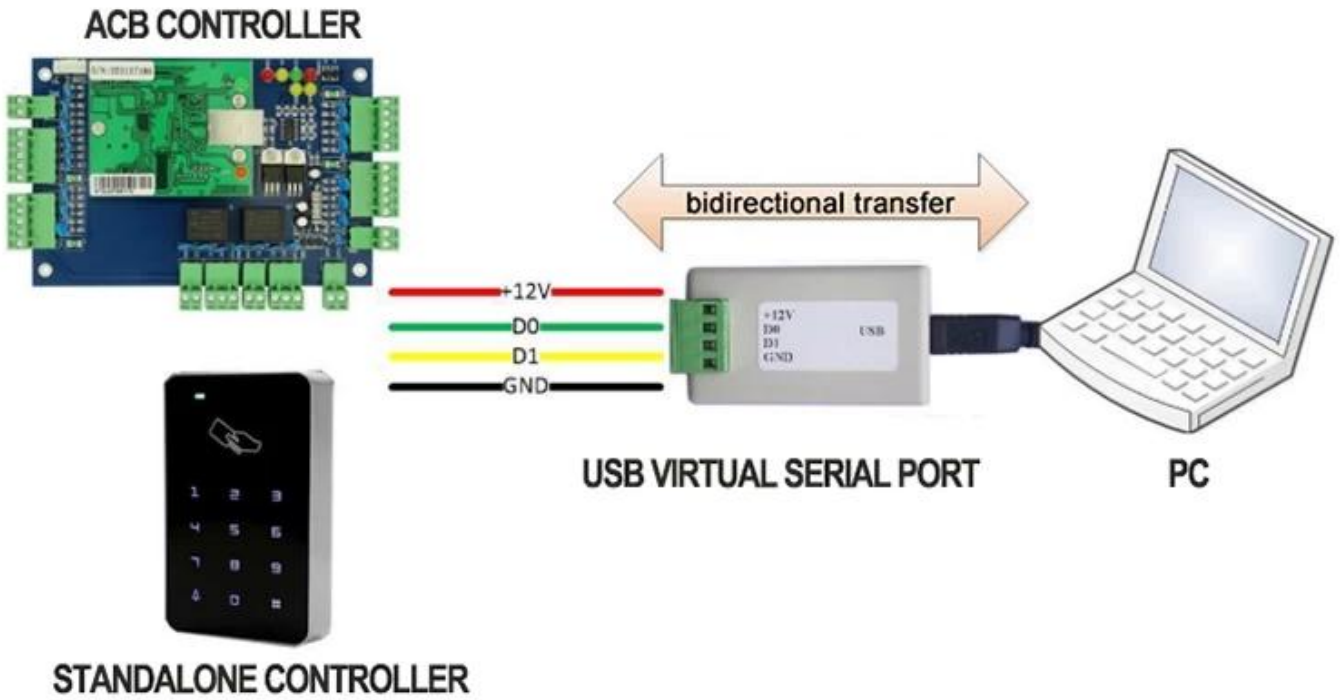 ACB CONTROLLER
bidirectional transfer
+12V
D0
D1
GND
+12V
D0
D1
GND
USB
1 2 3
4 5 6
7 8 9
0 #
USB VIRTUAL SERIAL PORT
PC
STANDALONE CONTROLLER